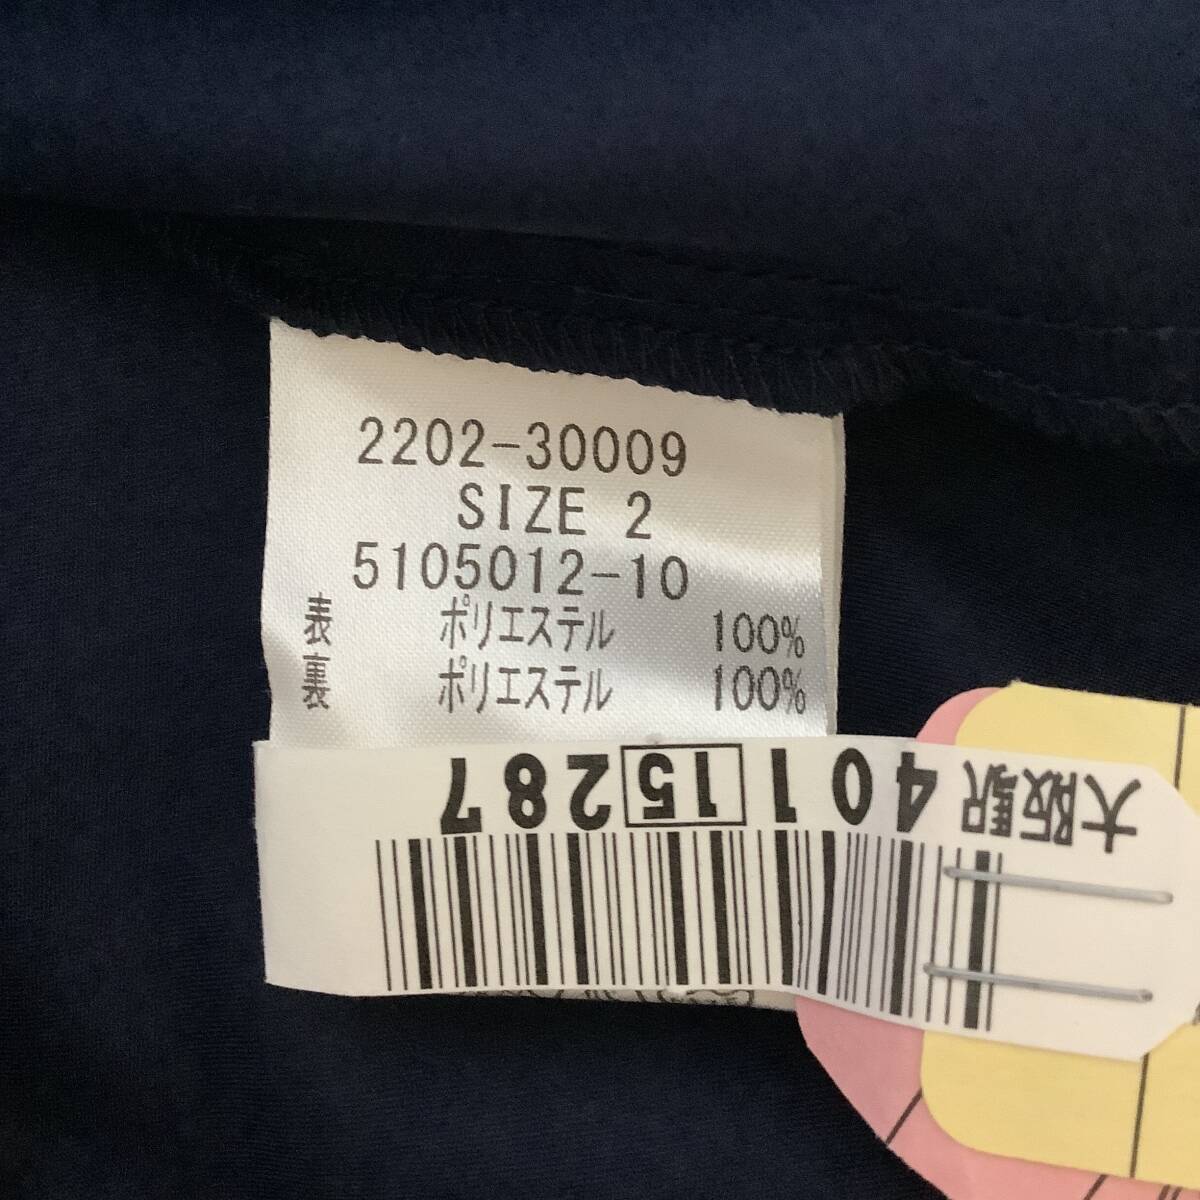 2202-30009
SIZE 2
5105012-10
表 ポリエステル 100%
裏 ポリエステル 100%
大阪駅 401 15 287